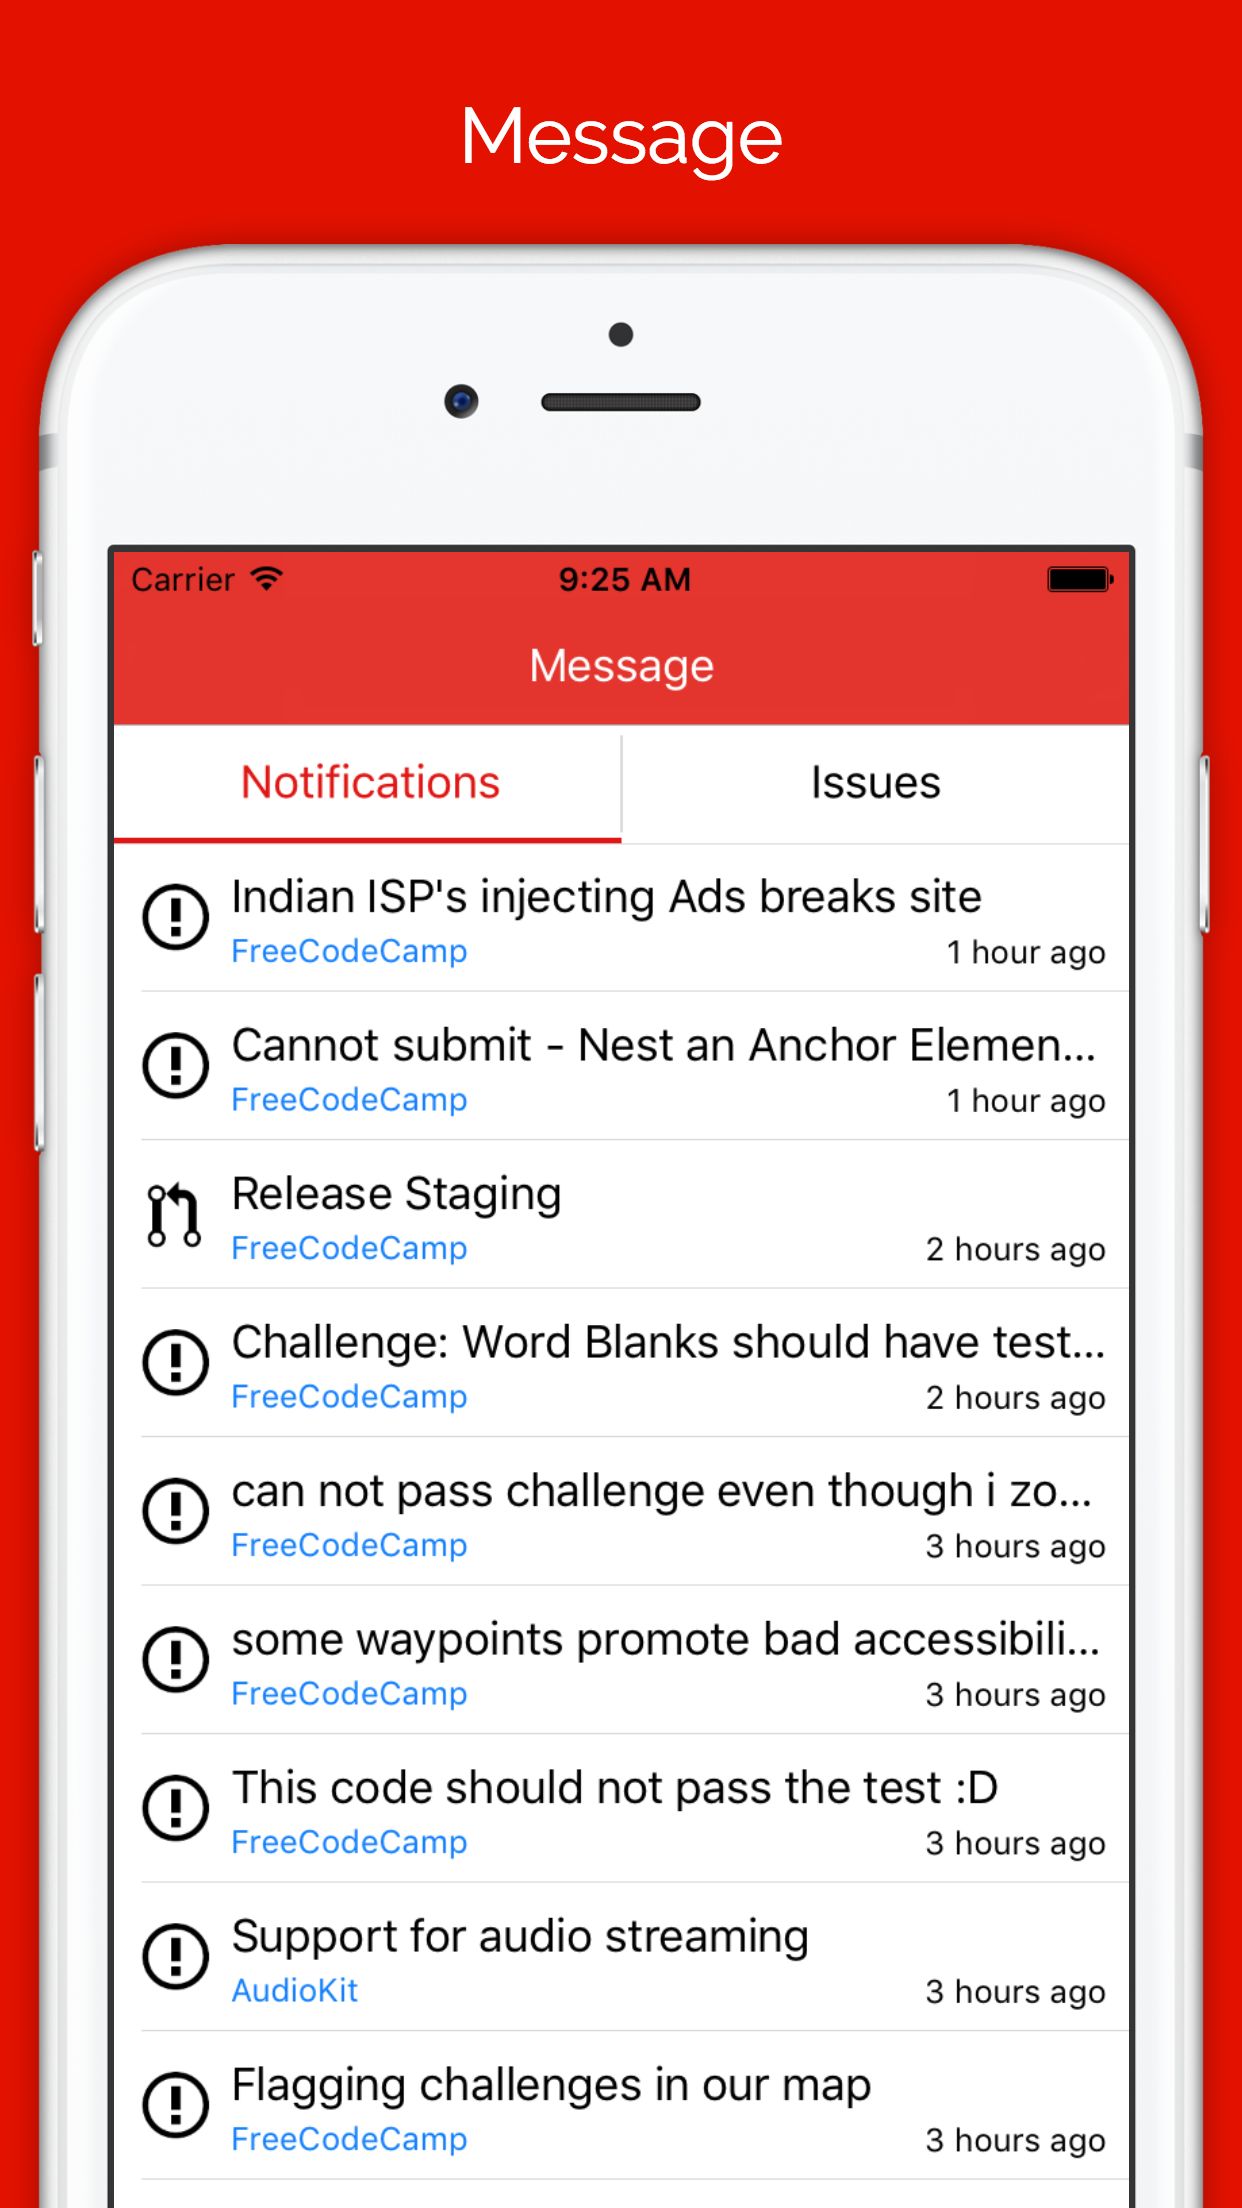 Message
Carrier 9:25 AM
Message
Notifications Issues
Indian ISP's injecting Ads breaks site
FreeCodeCamp 1 hour ago
Cannot submit - Nest an Anchor Elemen...
FreeCodeCamp 1 hour ago
Release Staging
FreeCodeCamp 2 hours ago
Challenge: Word Blanks should have test...
FreeCodeCamp 2 hours ago
can not pass challenge even though i zo...
FreeCodeCamp 3 hours ago
some waypoints promote bad accessibili...
FreeCodeCamp 3 hours ago
This code should not pass the test :D
FreeCodeCamp 3 hours ago
Support for audio streaming
AudioKit 3 hours ago
Flagging challenges in our map
FreeCodeCamp 3 hours ago